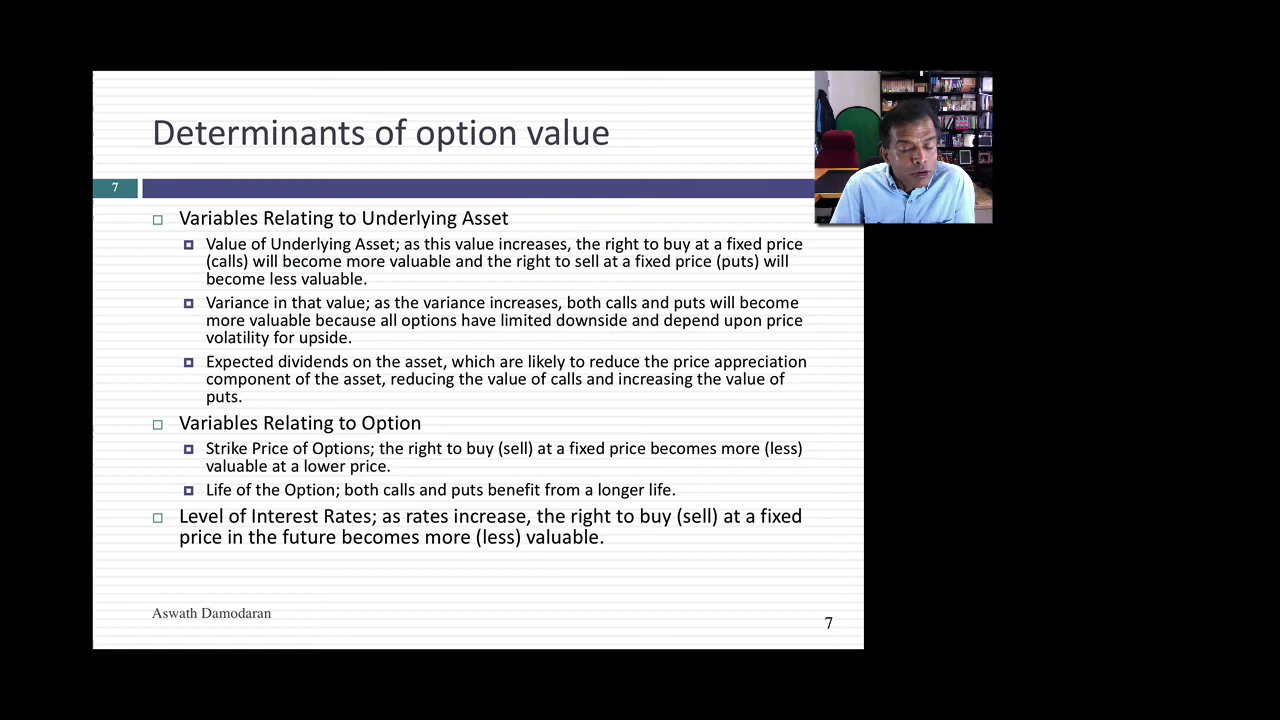 Determinants of option value
7
Variables Relating to Underlying Asset
Value of Underlying Asset; as this value increases, the right to buy at a fixed price
(calls) will become more valuable and the right to sell at a fixed price (puts) will
become less valuable.
Variance in that value; as the variance increases, both calls and puts will become
more valuable because all options have limited downside and depend upon price
volatility for upside.
Expected dividends on the asset, which are likely to reduce the price appreciation
component of the asset, reducing the value of calls and increasing the value of
puts.
Variables Relating to Option
Strike Price of Options; the right to buy (sell) at a fixed price becomes more (less)
valuable at a lower price.
Life of the Option; both calls and puts benefit from a longer life.
Level of Interest Rates; as rates increase, the right to buy (sell) at a fixed
price in the future becomes more (less) valuable.
Aswath Damodaran
7